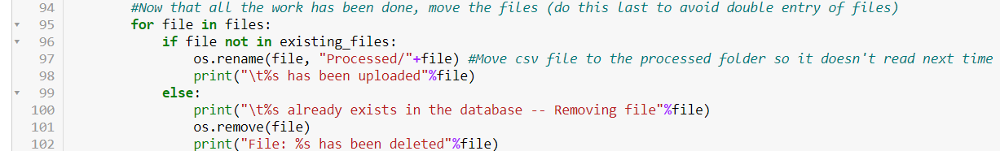 94 #Now that all the work has been done, move the files (do this last to avoid double entry of files)
95 for file in files:
96 if file not in existing_files:
97 os.rename(file, "Processed/"+file) #Move csv file to the processed folder so it doesn't read next time
98 print("\t%s has been uploaded"%file)
99 else:
100 print("\t%s already exists in the database -- Removing file"%file)
101 os.remove(file)
102 print("File: %s has been deleted"%file)